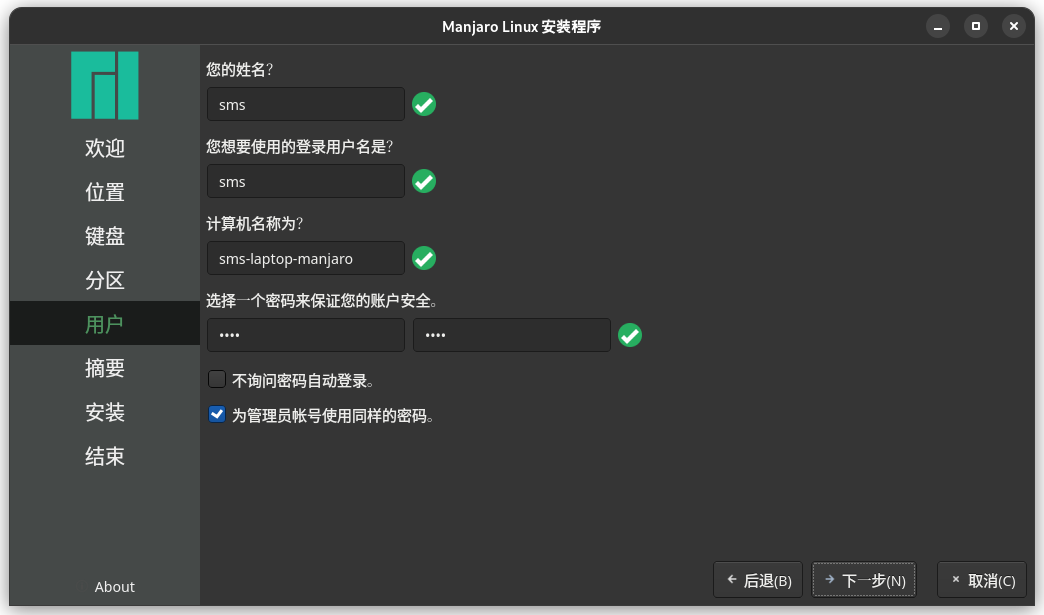 Manjaro Linux 安装程序
欢迎
位置
键盘
分区
用户
摘要
安装
结束
About
您的姓名?
sms
您想要使用的登录用户名是?
sms
计算机名称为?
sms-laptop-manjaro
选择一个密码来保证您的账户安全。
•••• ••••
不询问密码自动登录。
为管理员帐号使用同样的密码。
后退(B) 下一步(N) 取消(C)